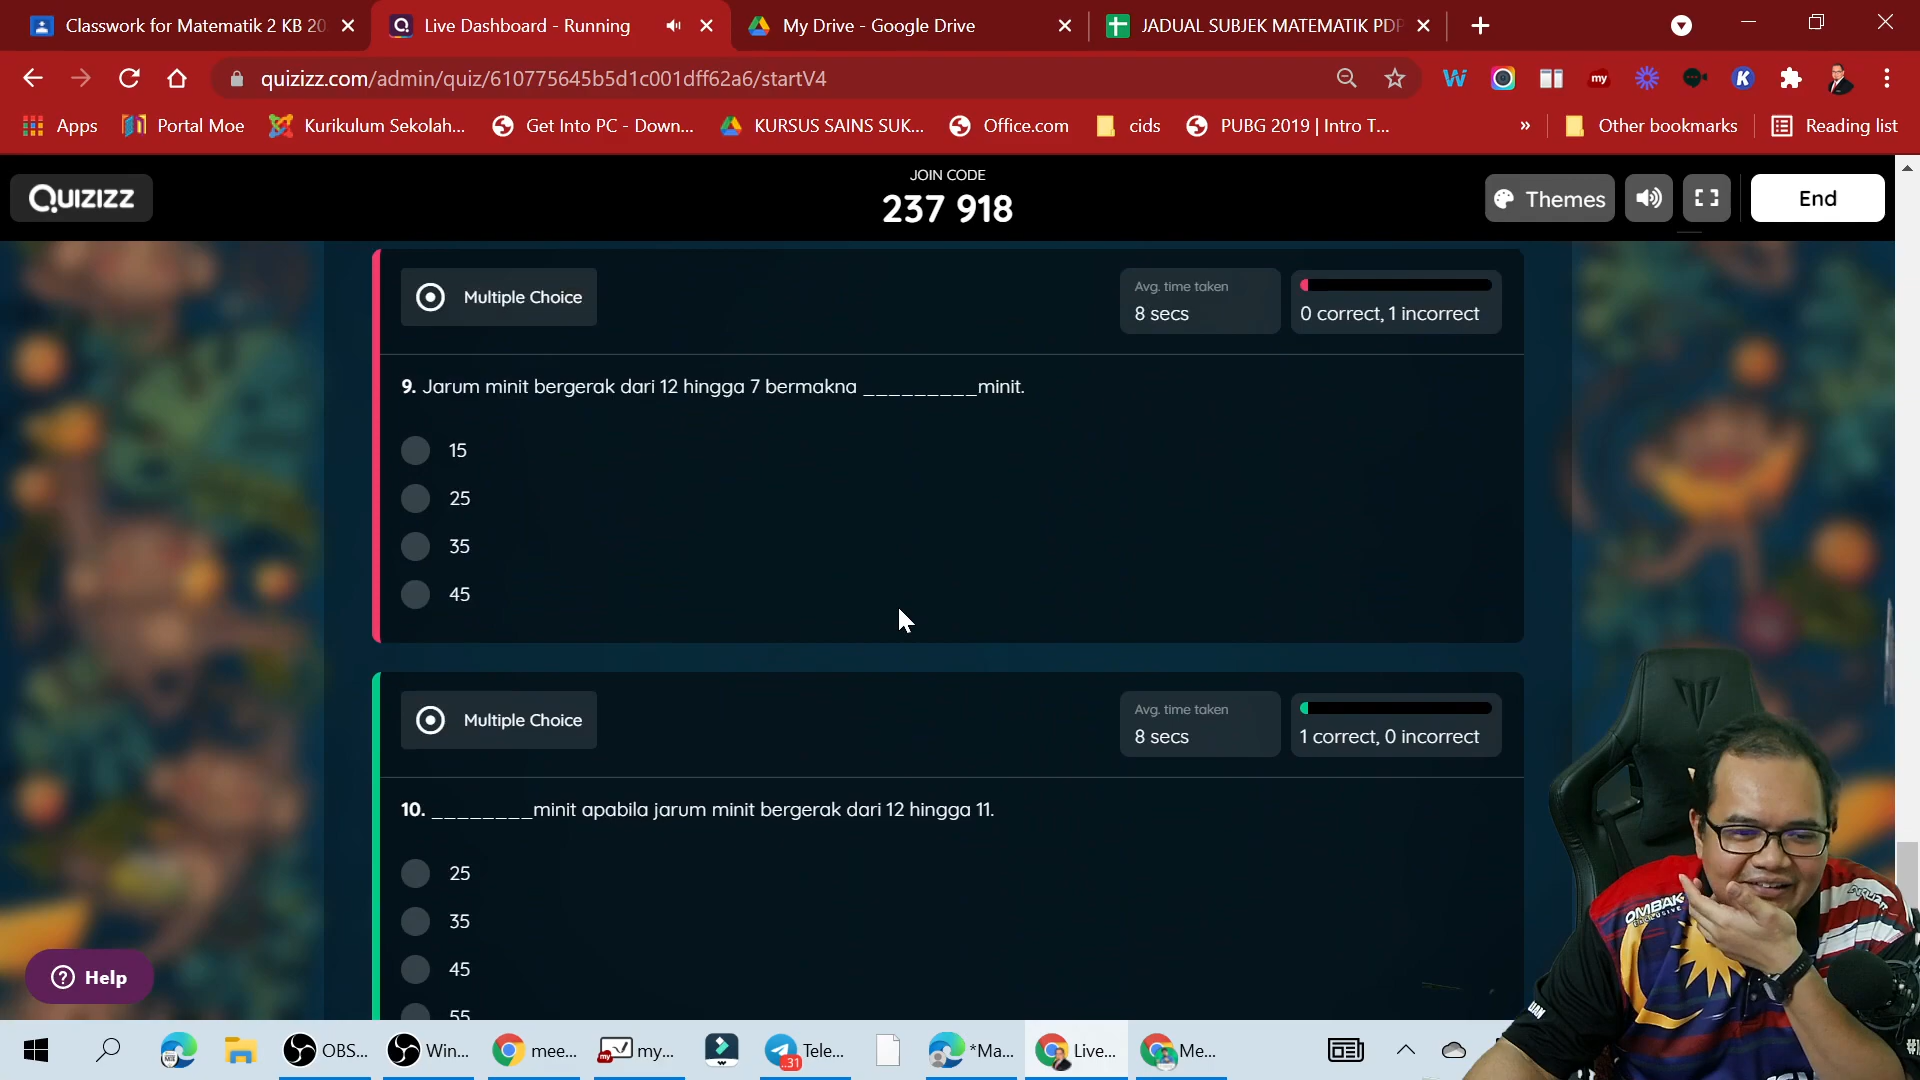 Classwork for Matematik 2 KB 20
Live Dashboard - Running
My Drive - Google Drive
JADUAL SUBJEK MATEMATIK PDP
quizizz.com/admin/quiz/610775645b5d1c001dff62a6/startV4
Apps
Portal Moe
Kurikulum Sekolah...
Get Into PC - Down...
KURSUS SAINS SUK...
Office.com
cids
PUBG 2019 | Intro T...
»
Other bookmarks
Reading list
QUIZIZZ
JOIN CODE
237 918
Themes
End
Multiple Choice
Avg. time taken
8 secs
0 correct, 1 incorrect
9. Jarum minit bergerak dari 12 hingga 7 bermakna _________minit.
15
25
35
45
Multiple Choice
Avg. time taken
8 secs
1 correct, 0 incorrect
10. ________minit apabila jarum minit bergerak dari 12 hingga 11.
25
35
45
55
Help
OMBAK
EXCLUSIVE
OBS...
Win...
mee...
my...
Tele...
..31
*Ma...
Live...
Me...